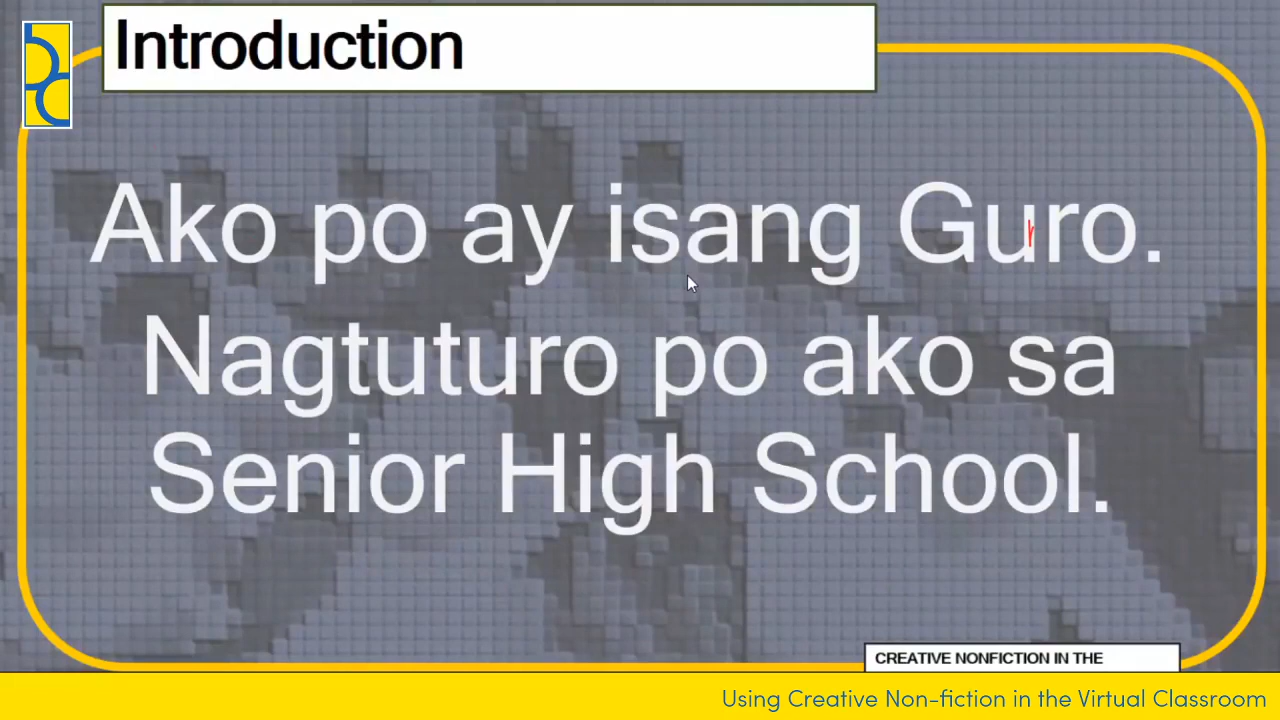 Introduction
Ako po ay isang Guro.
Nagtuturo po ako sa
Senior High School.
CREATIVE NONFICTION IN THE
Using Creative Non-fiction in the Virtual Classroom